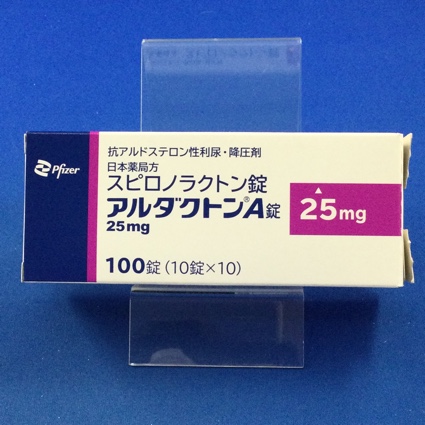 Pfizer
抗アルドステロン性利尿・降圧剤
日本薬局方
スピロノラクトン錠
アルダクトン®A錠
25mg
25mg
100錠（10錠×10）